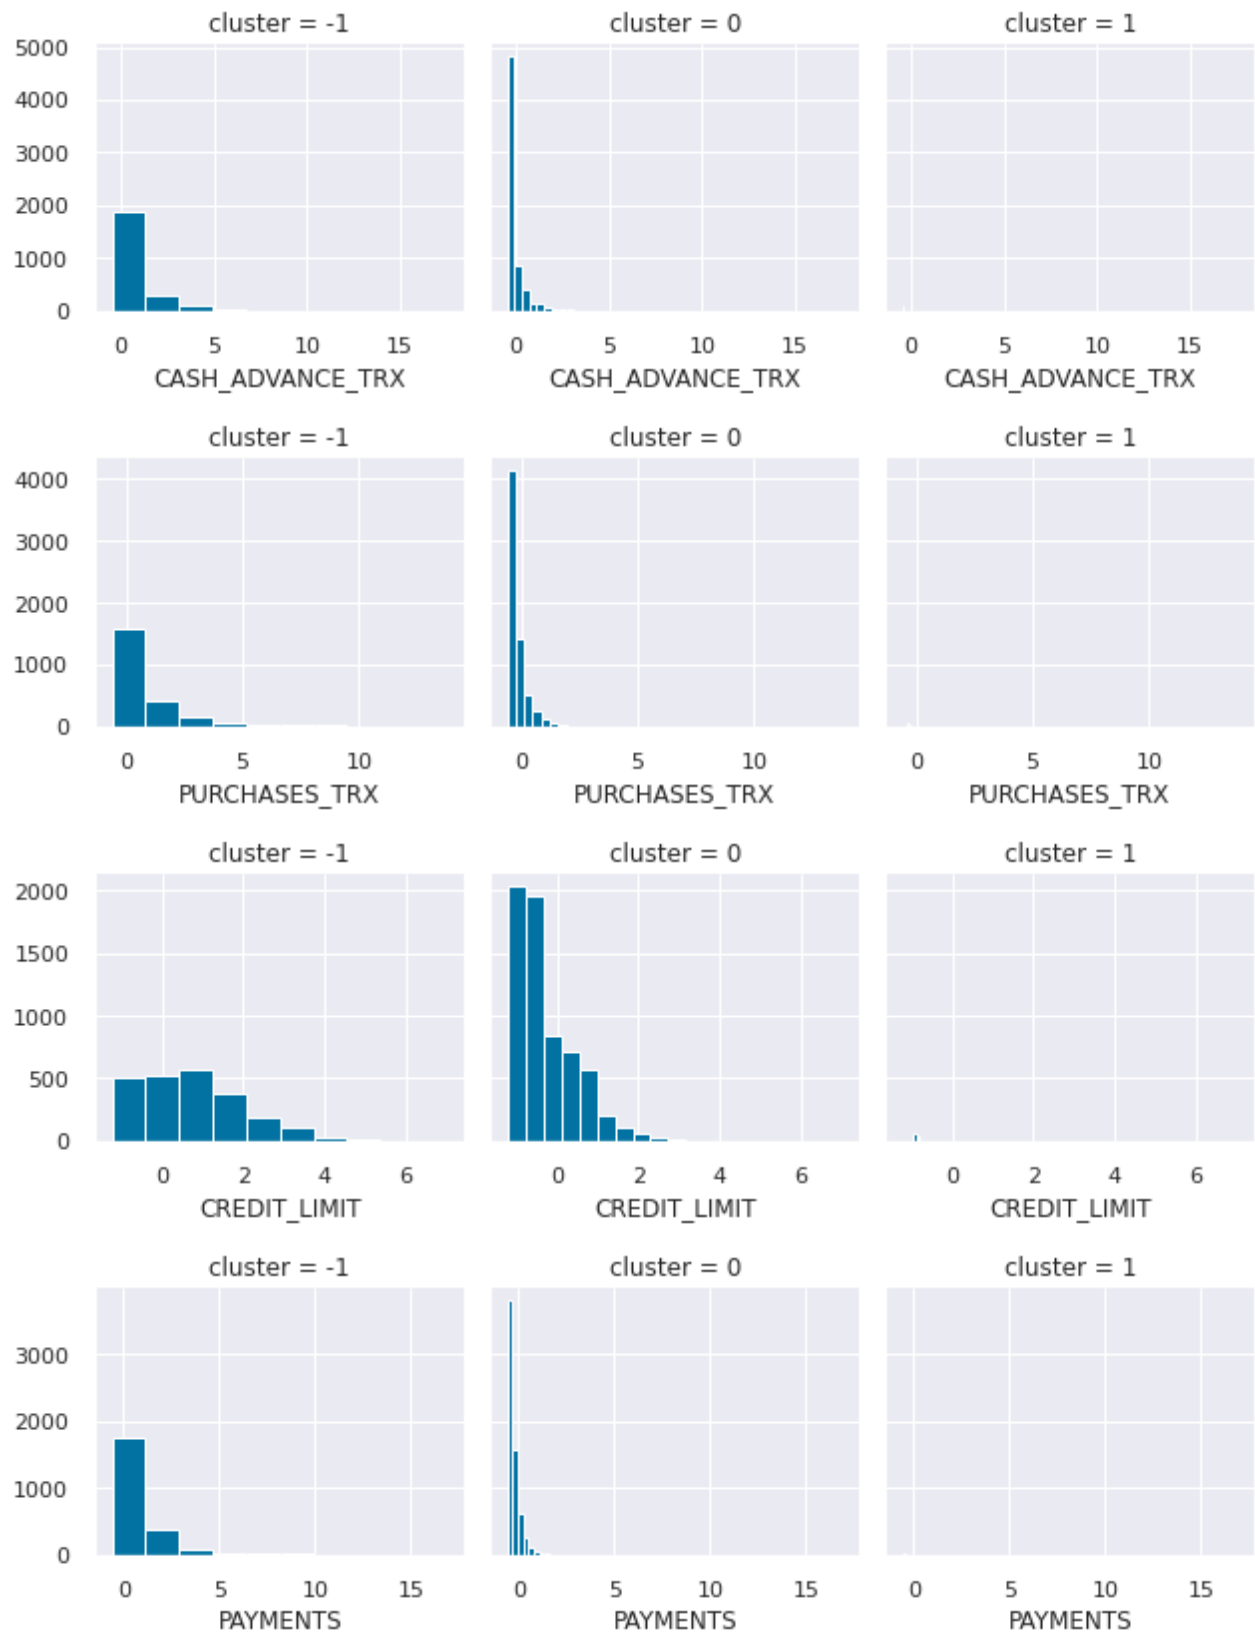 cluster = -1 cluster = 0 cluster = 1
5000
4000
3000
2000
1000
0
0 5 10 15 0 5 10 15 0 5 10 15
CASH_ADVANCE_TRX CASH_ADVANCE_TRX CASH_ADVANCE_TRX
cluster = -1 cluster = 0 cluster = 1
4000
3000
2000
1000
0
0 5 10 0 5 10 0 5 10
PURCHASES_TRX PURCHASES_TRX PURCHASES_TRX
cluster = -1 cluster = 0 cluster = 1
2000
1500
1000
500
0
0 2 4 6 0 2 4 6 0 2 4 6
CREDIT_LIMIT CREDIT_LIMIT CREDIT_LIMIT
cluster = -1 cluster = 0 cluster = 1
3000
2000
1000
0
0 5 10 15 0 5 10 15 0 5 10 15
PAYMENTS PAYMENTS PAYMENTS